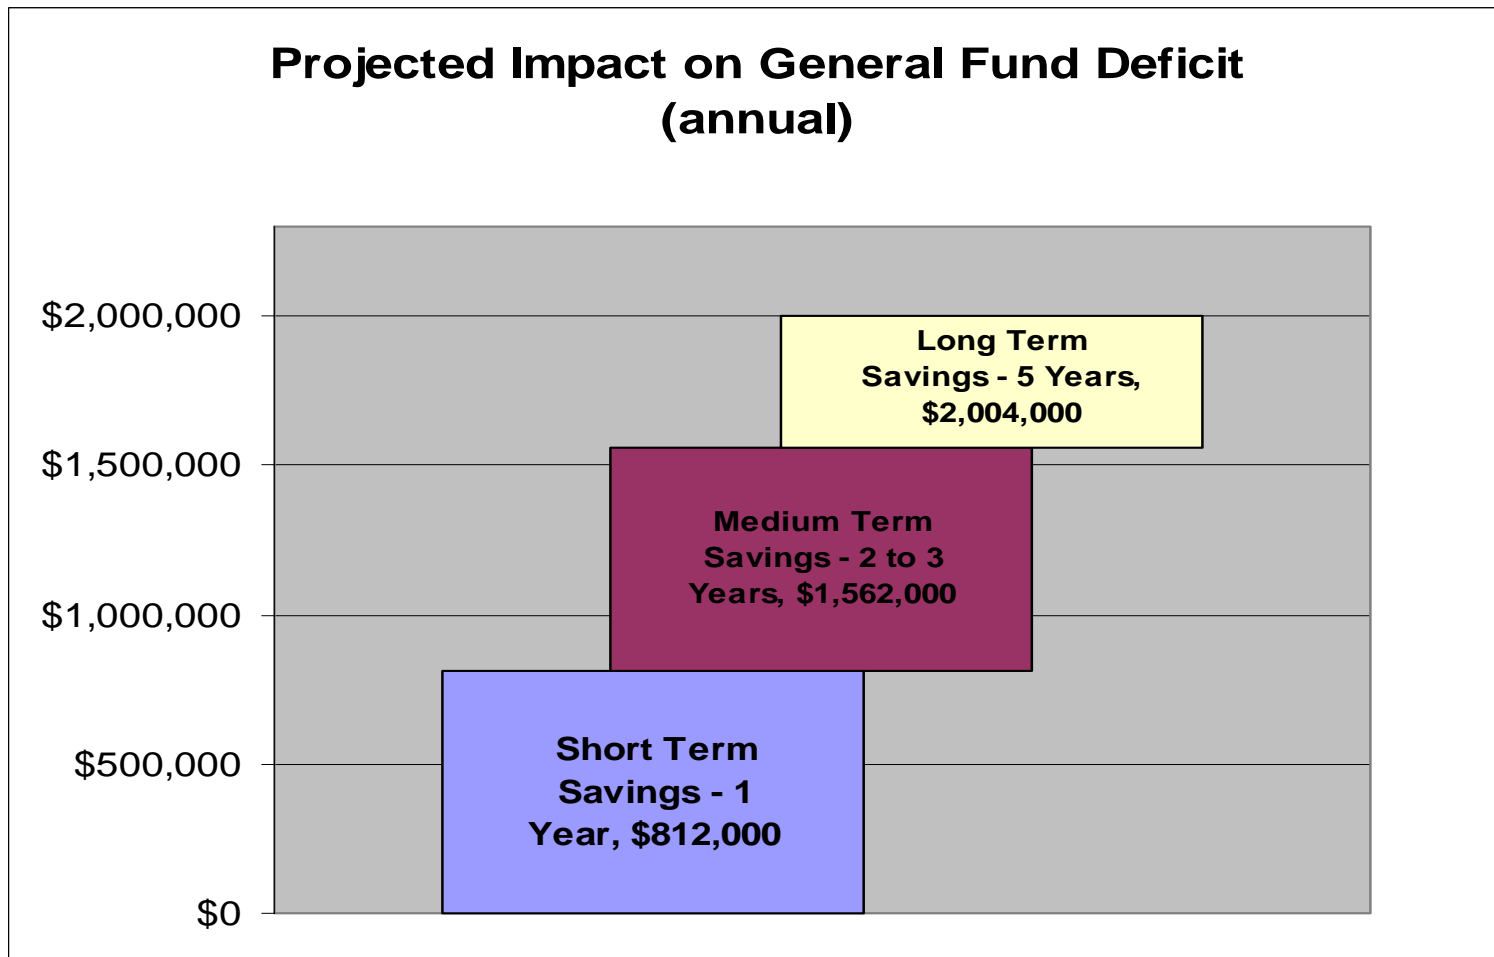 Projected Impact on General Fund Deficit
(annual)
$2,000,000
Long Term
Savings - 5 Years,
$2,004,000
$1,500,000
Medium Term
Savings - 2 to 3
Years, $1,562,000
$1,000,000
Short Term
Savings - 1
Year, $812,000
$500,000
$0